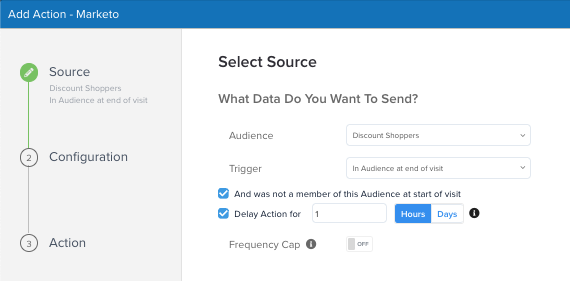 Add Action - Marketo
Source
Discount Shoppers
In Audience at end of visit
2 Configuration
3 Action
Select Source
What Data Do You Want To Send?
Audience Discount Shoppers
Trigger In Audience at end of visit
And was not a member of this Audience at start of visit
Delay Action for 1 Hours Days i
Frequency Cap i OFF